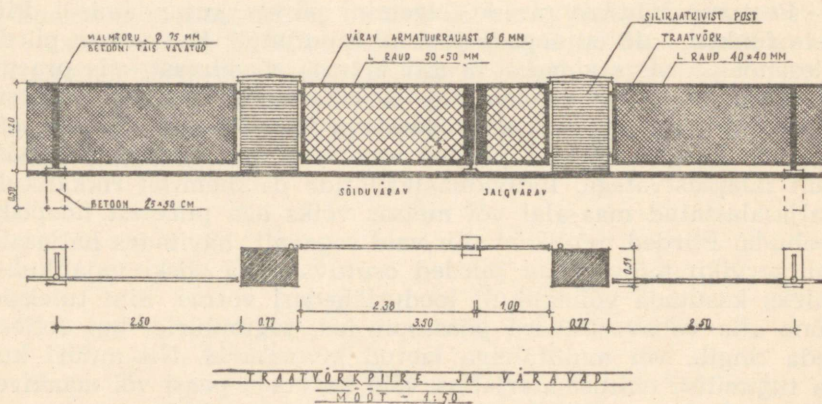 SILIKAATKIVIST POST
MALMTORU, Ø 75 MM
BETOONI TÄIS VALATUD
VÄRAV ARMATUURRAUAST Ø 6 MM
TRAATVÕRK
L RAUD 50*50 MM
L RAUD 40*40 MM
1.20
0.50
BETOON 25*30 CM
SÕIDUVÄRAV
JALGVÄRAV
0.51
2.38
1.00
2.50
0.77
3.50
0.77
2.50
TRAATVÕRKPIIRE JA VÄRAVAD
MÕÕT - 1:50